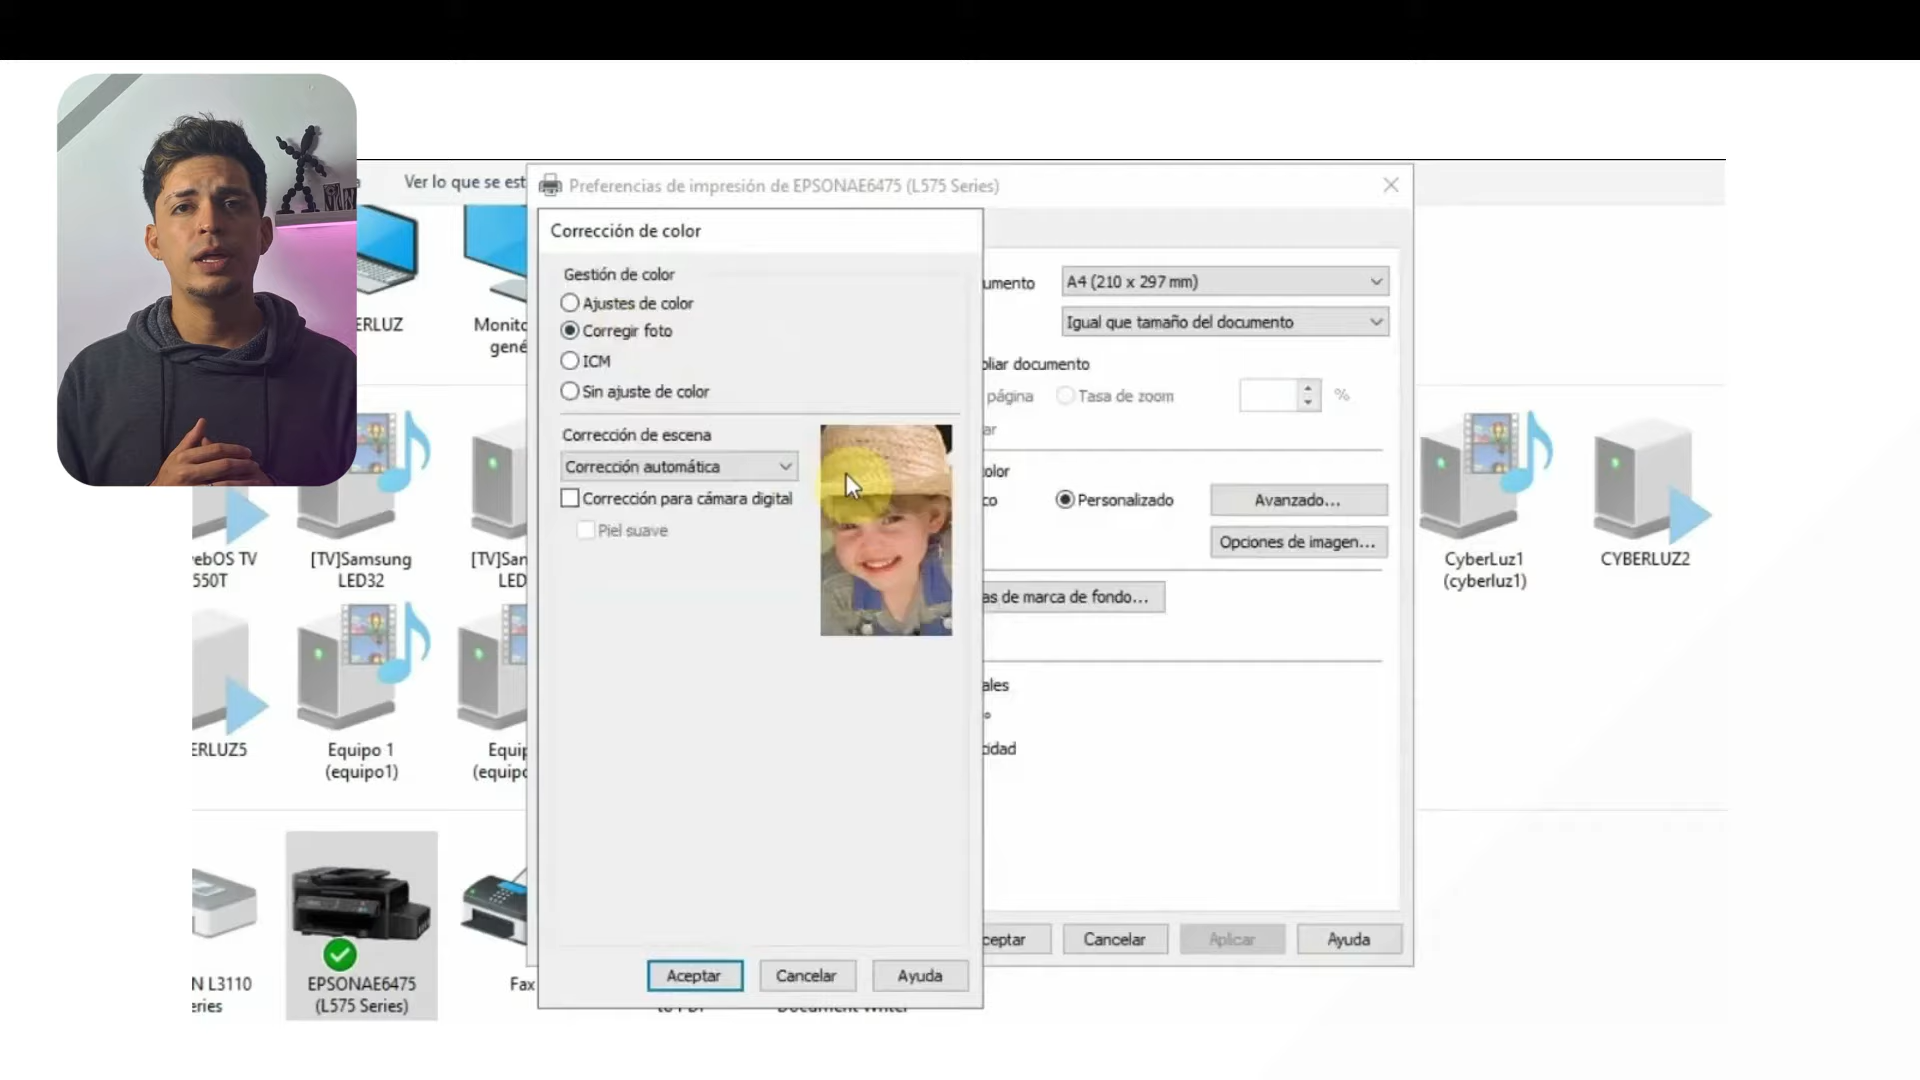 Ver lo que se est
Preferencias de impresión de EPSONAE6475 (L575 Series)
Corrección de color
Gestión de color
Ajustes de color
Corregir foto
ICM
Sin ajuste de color
Corrección de escena
Corrección automática
Corrección para cámara digital
Piel suave
Aceptar
Cancelar
Ayuda
umento
A4 (210 x 297 mm)
Igual que tamaño del documento
pliar documento
página
Tasa de zoom
%
ar
olor
co
Personalizado
Avanzado...
Opciones de imagen...
as de marca de fondo...
ales
o
cidad
ceptar
Cancelar
Aplicar
Ayuda
ERLUZ
Monito
gené
ebOS TV
550T
[TV]Samsung
LED32
[TV]San
LED
CyberLuz1
(cyberluz1)
CYBERLUZ2
ERLUZ5
Equipo 1
(equipo1)
Equip
(equipo
N L3110
eries
EPSONAE6475
(L575 Series)
Fax